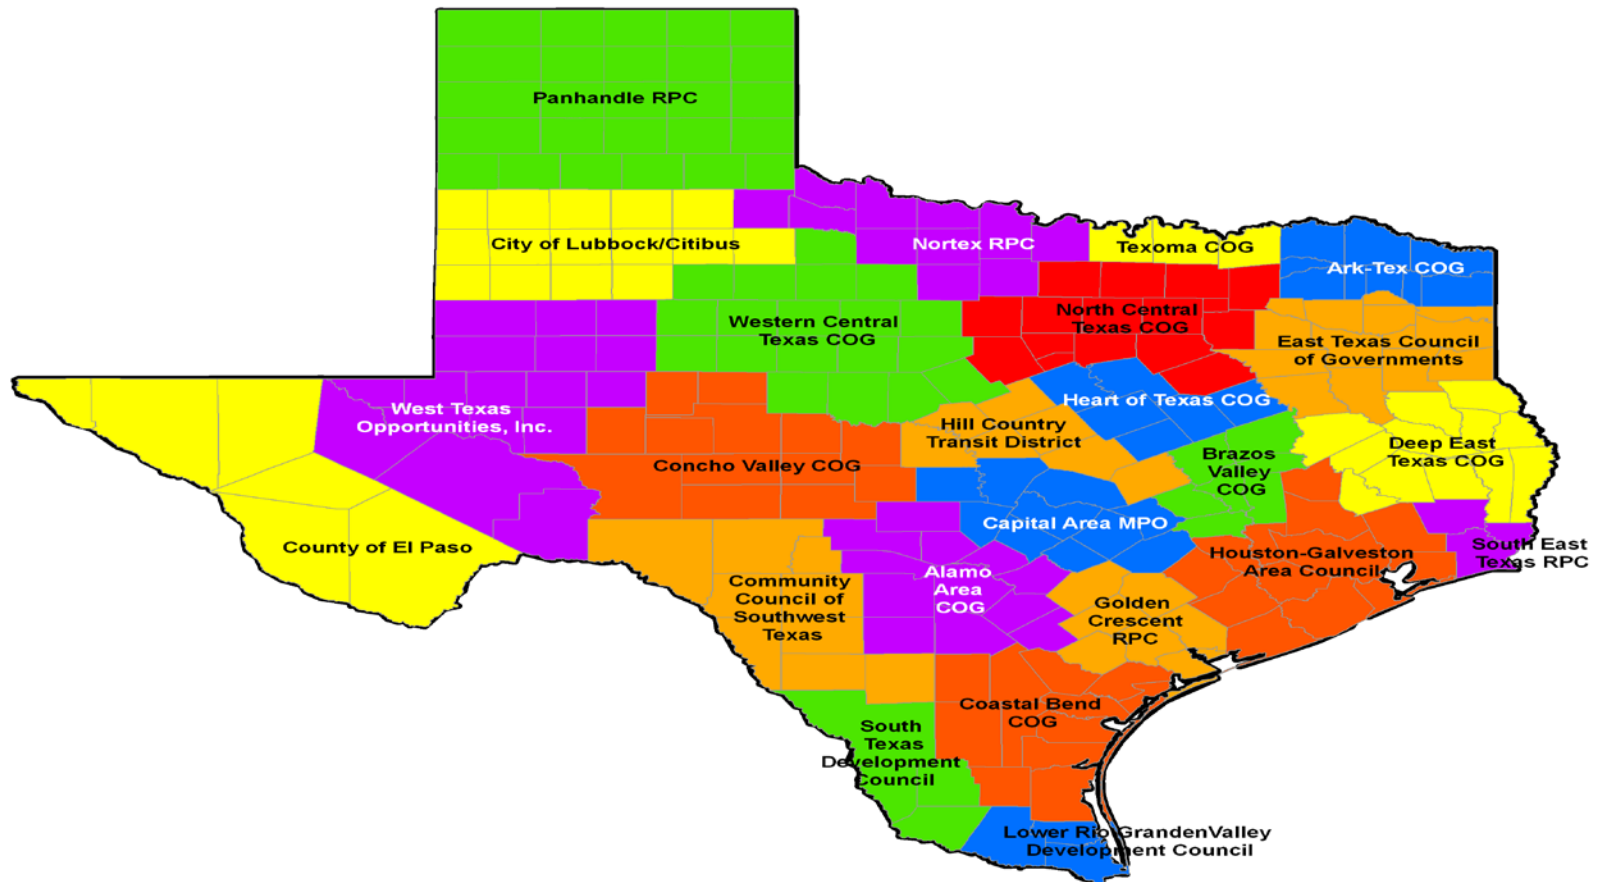 Panhandle RPC
City of Lubbock/Citibus
Nortex RPC
Texoma COG
Ark-Tex COG
Western Central
Texas COG
North Central
Texas COG
East Texas Council
of Governments
West Texas
Opportunities, Inc.
Heart of Texas COG
Hill Country
Transit District
Deep East
Texas COG
Concho Valley COG
Brazos
Valley
COG
Capital Area MPO
County of El Paso
Houston-Galveston
Area Council
South East
Texas RPC
Alamo
Area
COG
Community
Council of
Southwest
Texas
Golden
Crescent
RPC
Coastal Bend
COG
South
Texas
Development
Council
Lower Rio GrandenValley
Development Council